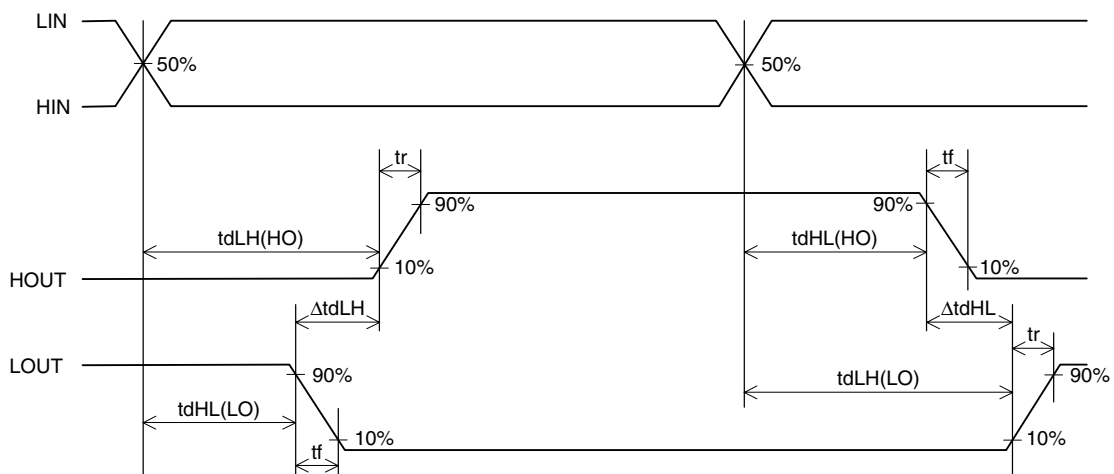 LIN
50% 50%
HIN
tr tf
90% 90%
tdLH(HO) tdHL(HO)
HOUT 10% 10%
ΔtdLH ΔtdHL
tr
LOUT 90% tdLH(LO) 90%
tdHL(LO)
10% 10%
tf